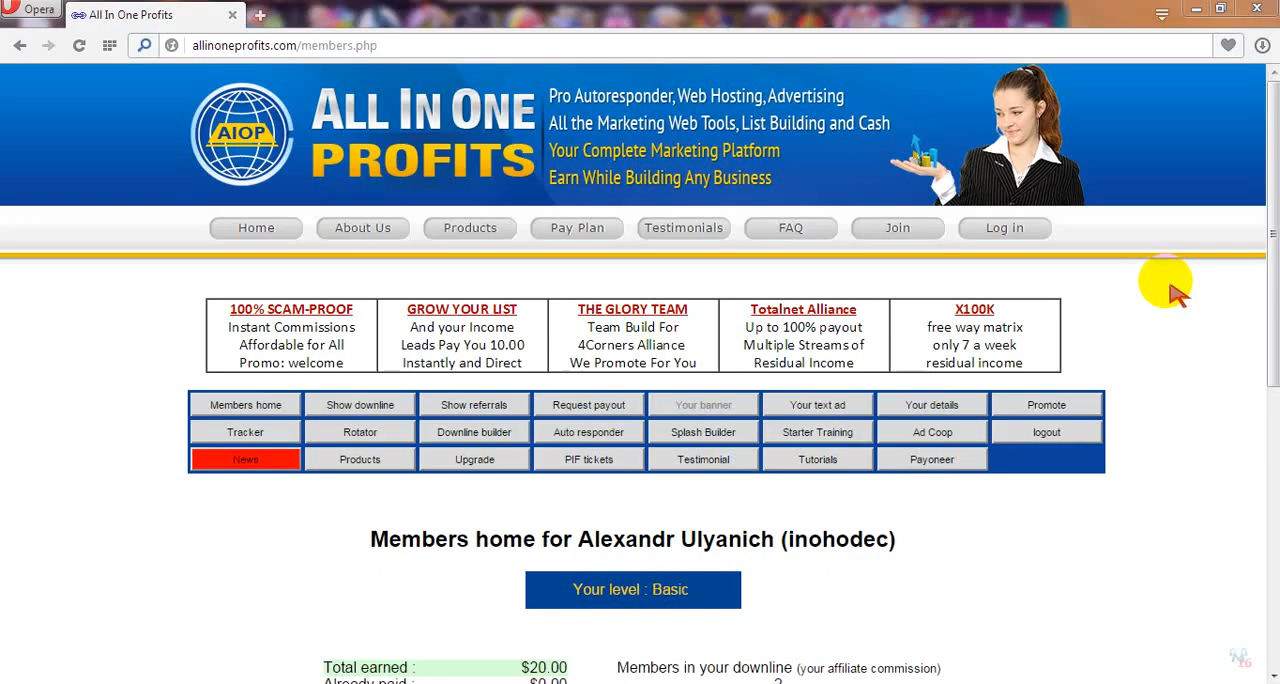 Opera
All In One Profits
allinoneprofits.com/members.php
AIOP
ALL IN ONE
PROFITS
Pro Autoresponder, Web Hosting, Advertising
All the Marketing Web Tools, List Building and Cash
Your Complete Marketing Platform
Earn While Building Any Business
Home About Us Products Pay Plan Testimonials FAQ Join Log in
100% SCAM-PROOF
Instant Commissions
Affordable for All
Promo: welcome
GROW YOUR LIST
And your Income
Leads Pay You 10.00
Instantly and Direct
THE GLORY TEAM
Team Build For
4Corners Alliance
We Promote For You
Totalnet Alliance
Up to 100% payout
Multiple Streams of
Residual Income
X100K
free way matrix
only 7 a week
residual income
Members home Show downline Show referrals Request payout Your banner Your text ad Your details Promote
Tracker Rotator Downline builder Auto responder Splash Builder Starter Training Ad Coop logout
News Products Upgrade PIF tickets Testimonial Tutorials Payoneer
Members home for Alexandr Ulyanich (inohodec)
Your level : Basic
Total earned : $20.00 Members in your downline (your affiliate commission)
Already paid : $0.00